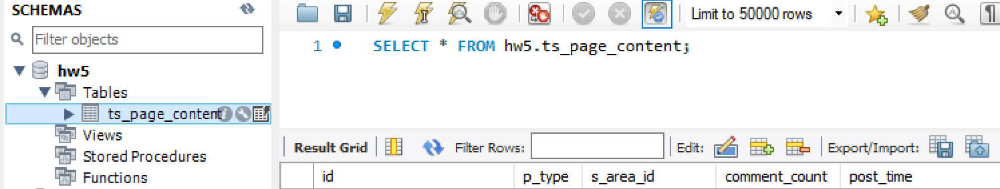 SCHEMAS
Filter objects
hw5
Tables
ts_page_content
Views
Stored Procedures
Functions
Limit to 50000 rows
1 SELECT * FROM hw5.ts_page_content;
Result Grid Filter Rows: Edit: Export/Import:
id p_type s_area_id comment_count post_time